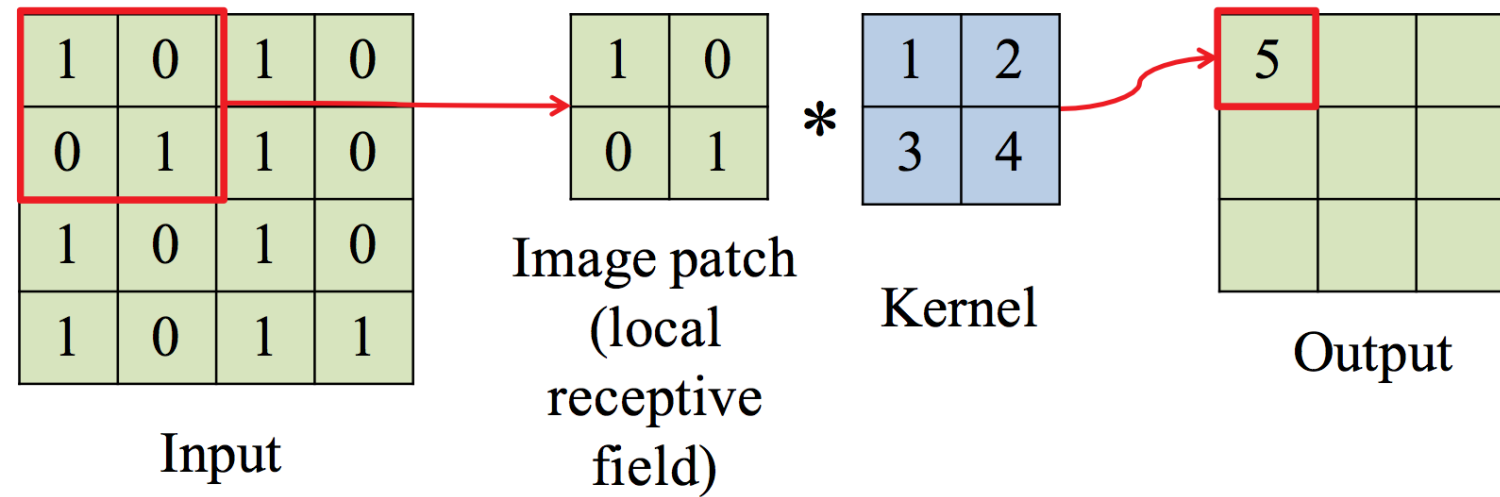 1 0 1 0
0 1 1 0
1 0 1 0
1 0 1 1
Input
1 0
0 1
Image patch
(local
receptive
field)
*
1 2
3 4
Kernel
5
Output